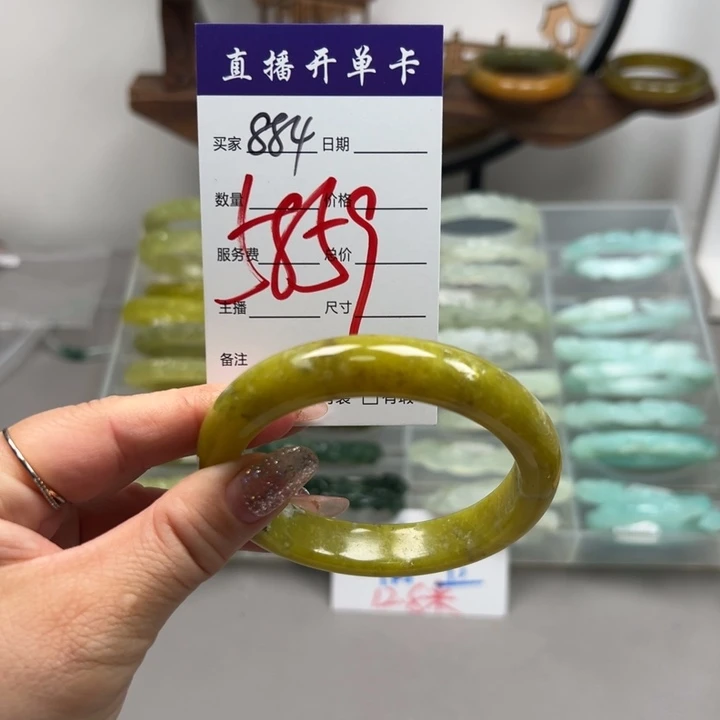 直播开单卡
买家 884 日期
数量 价格
5859
服务费 总价
主播 尺寸
备注